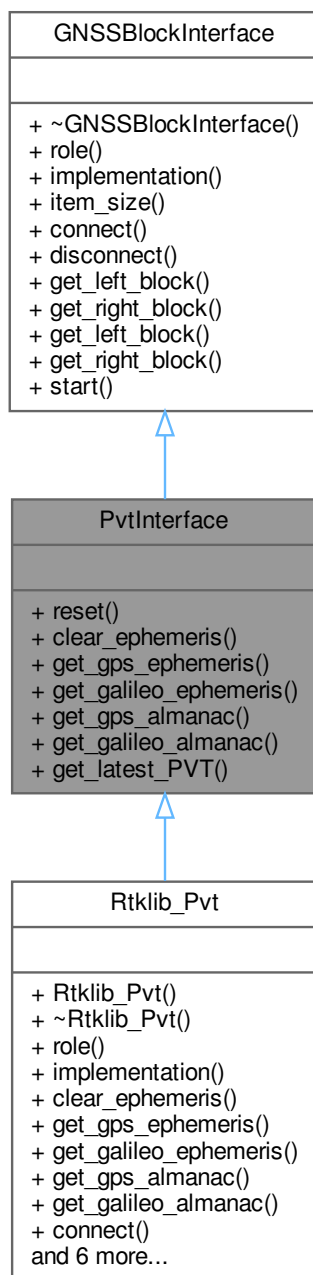 GNSSBlockInterface
+ ~GNSSBlockInterface()
+ role()
+ implementation()
+ item_size()
+ connect()
+ disconnect()
+ get_left_block()
+ get_right_block()
+ get_left_block()
+ get_right_block()
+ start()
PvtInterface
+ reset()
+ clear_ephemeris()
+ get_gps_ephemeris()
+ get_galileo_ephemeris()
+ get_gps_almanac()
+ get_galileo_almanac()
+ get_latest_PVT()
Rtklib_Pvt
+ Rtklib_Pvt()
+ ~Rtklib_Pvt()
+ role()
+ implementation()
+ clear_ephemeris()
+ get_gps_ephemeris()
+ get_galileo_ephemeris()
+ get_gps_almanac()
+ get_galileo_almanac()
+ connect()
and 6 more...